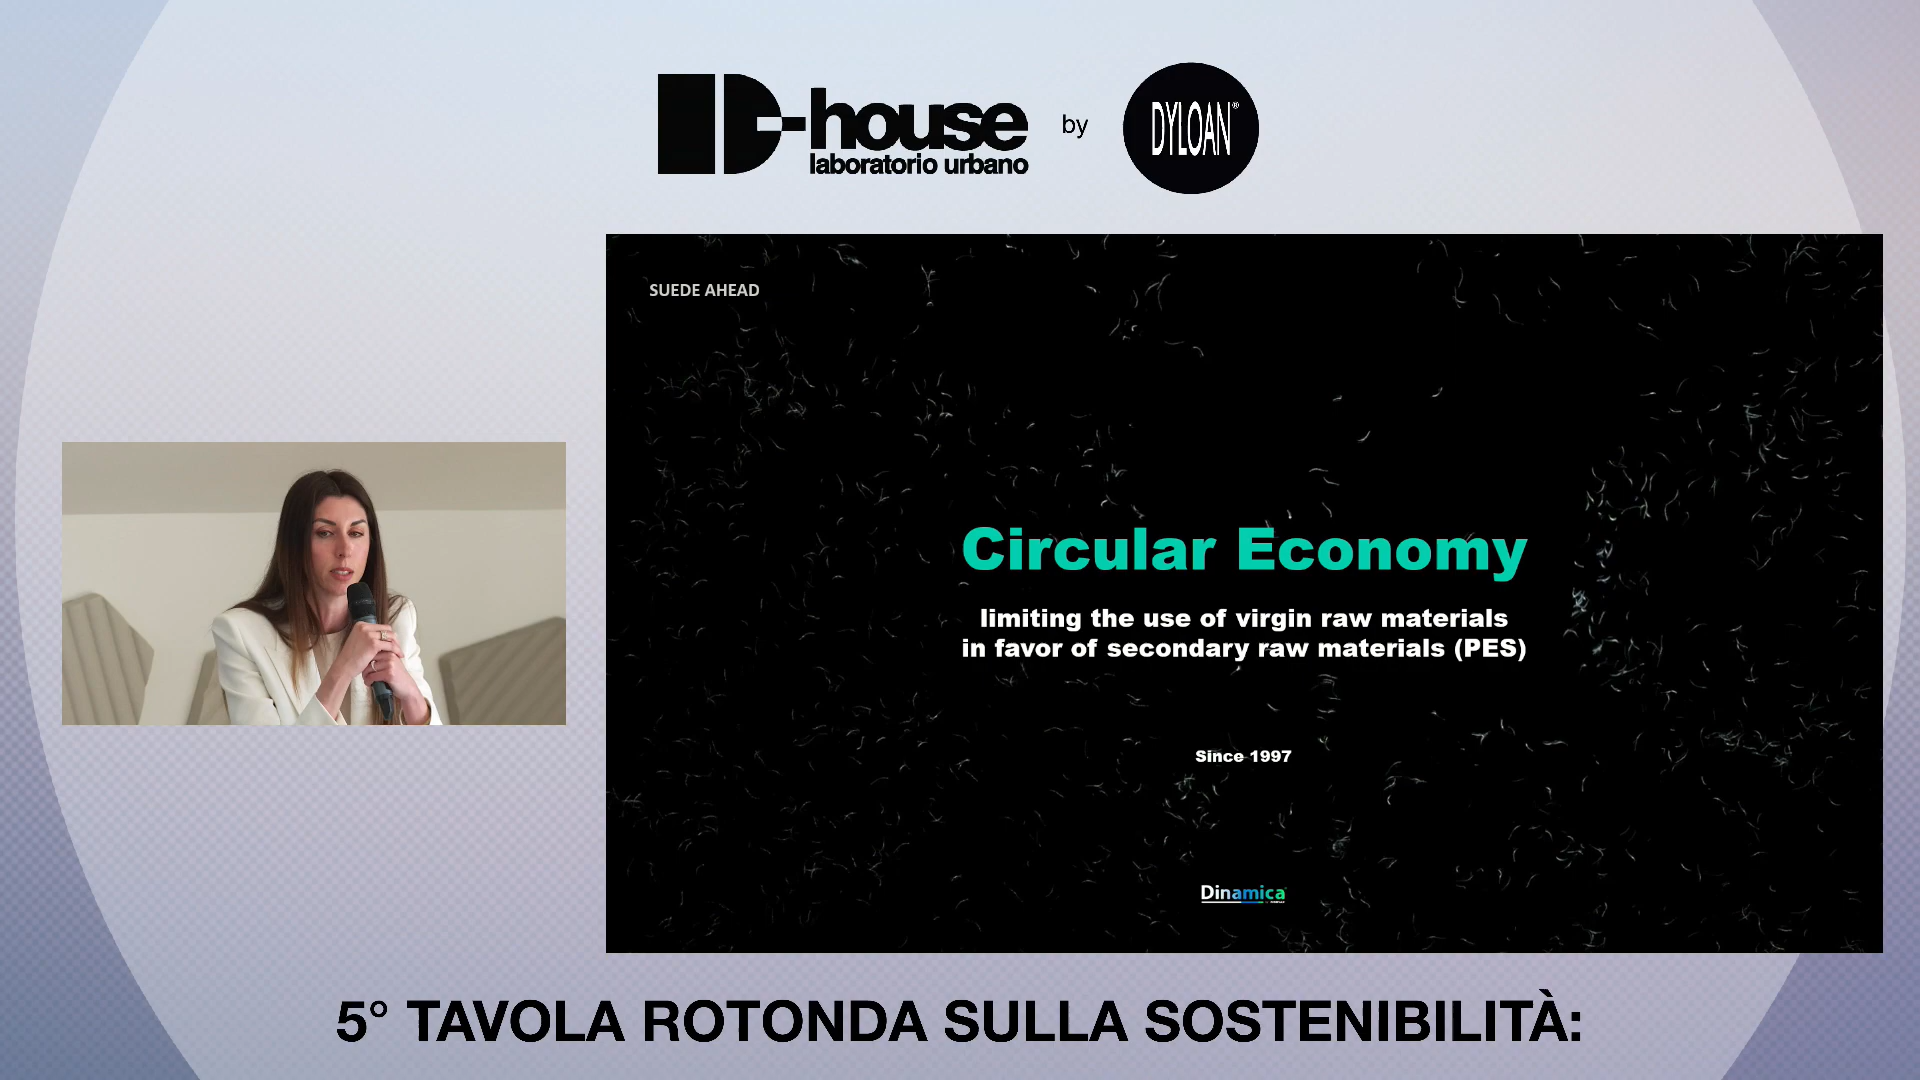 D-house
laboratorio urbano
by
DYLOAN®
SUEDE AHEAD
Circular Economy
limiting the use of virgin raw materials
in favor of secondary raw materials (PES)
Since 1997
Dinamica
5° TAVOLA ROTONDA SULLA SOSTENIBILITÀ: